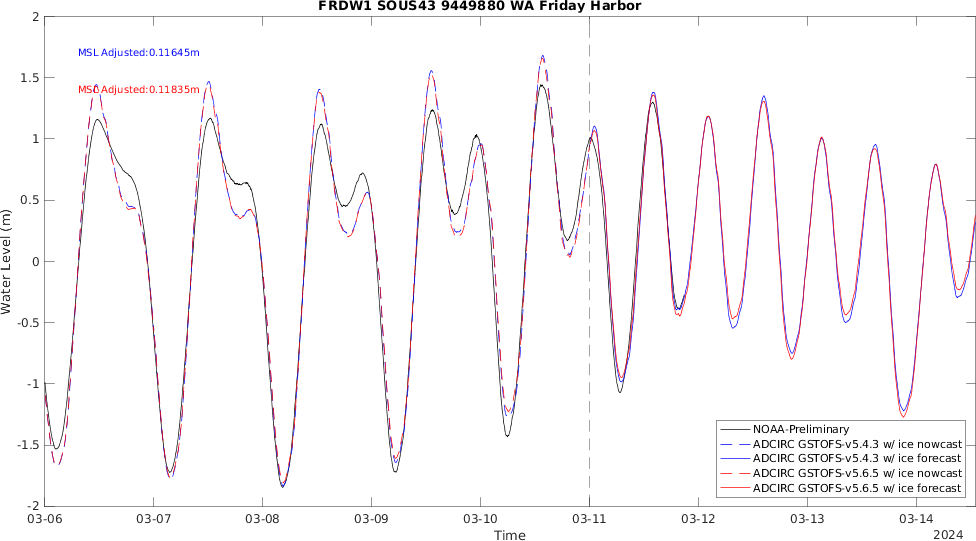 FRDW1 SOUS43 9449880 WA Friday Harbor
MSL Adjusted:0.11645m
MSL Adjusted:0.11835m
Water Level (m)
2
1.5
1
0.5
0
-0.5
-1
-1.5
-2
NOAA-Preliminary
ADCIRC GSTOFS-v5.4.3 w/ ice nowcast
ADCIRC GSTOFS-v5.4.3 w/ ice forecast
ADCIRC GSTOFS-v5.6.5 w/ ice nowcast
ADCIRC GSTOFS-v5.6.5 w/ ice forecast
03-06 03-07 03-08 03-09 03-10 03-11 03-12 03-13 03-14
Time
2024